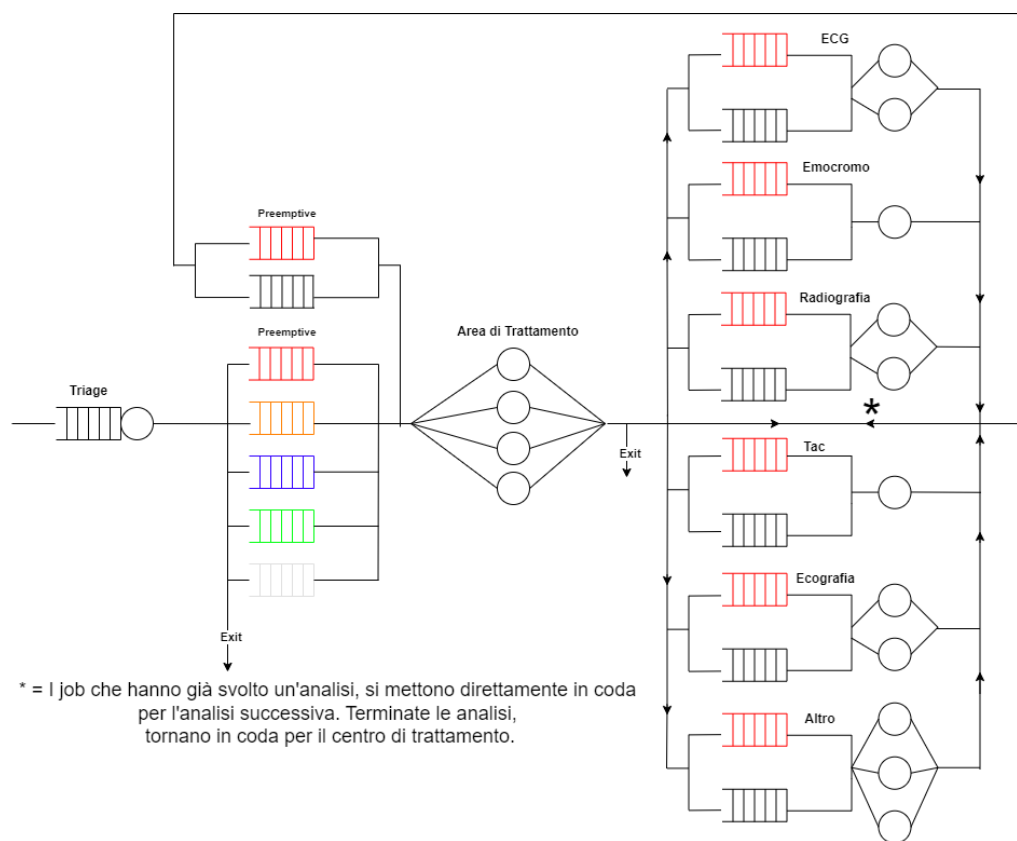 ECG
Emocromo
Preemptive
Radiografia
Preemptive
Area di Trattamento
Triage
*
Tac
Exit
Ecografia
Exit
* = I job che hanno già svolto un'analisi, si mettono direttamente in coda
per l'analisi successiva. Terminate le analisi,
tornano in coda per il centro di trattamento.
Altro